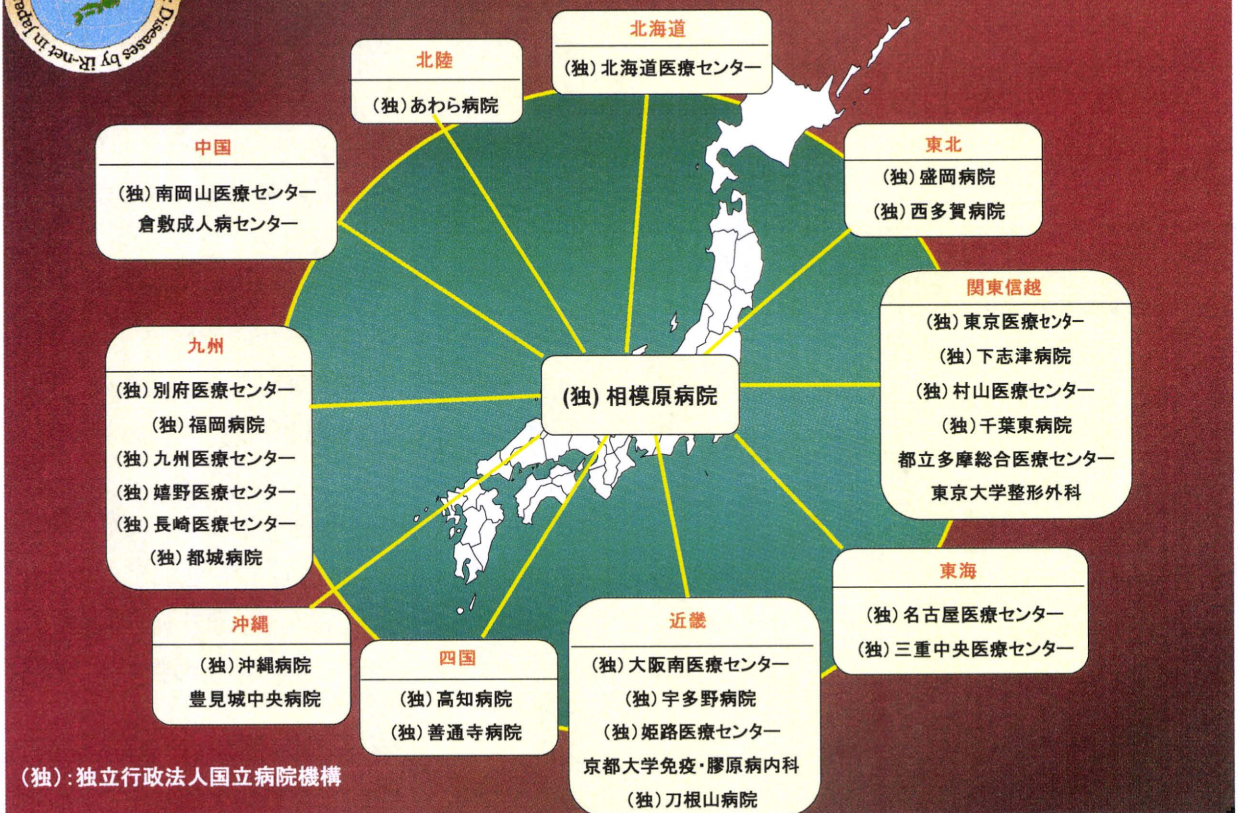 Diseases by iR-net in Japan
北海道
(独)北海道医療センター
北陸
(独)あわら病院
中国
(独)南岡山医療センター
倉敷成人病センター
東北
(独)盛岡病院
(独)西多賀病院
関東信越
(独)東京医療センター
(独)下志津病院
(独)村山医療センター
(独)千葉東病院
都立多摩総合医療センター
東京大学整形外科
九州
(独)別府医療センター
(独)福岡病院
(独)九州医療センター
(独)嬉野医療センター
(独)長崎医療センター
(独)都城病院
(独)相模原病院
東海
(独)名古屋医療センター
(独)三重中央医療センター
沖縄
(独)沖縄病院
豊見城中央病院
四国
(独)高知病院
(独)善通寺病院
近畿
(独)大阪南医療センター
(独)宇多野病院
(独)姫路医療センター
京都大学免疫・膠原病内科
(独)刀根山病院
(独):独立行政法人国立病院機構